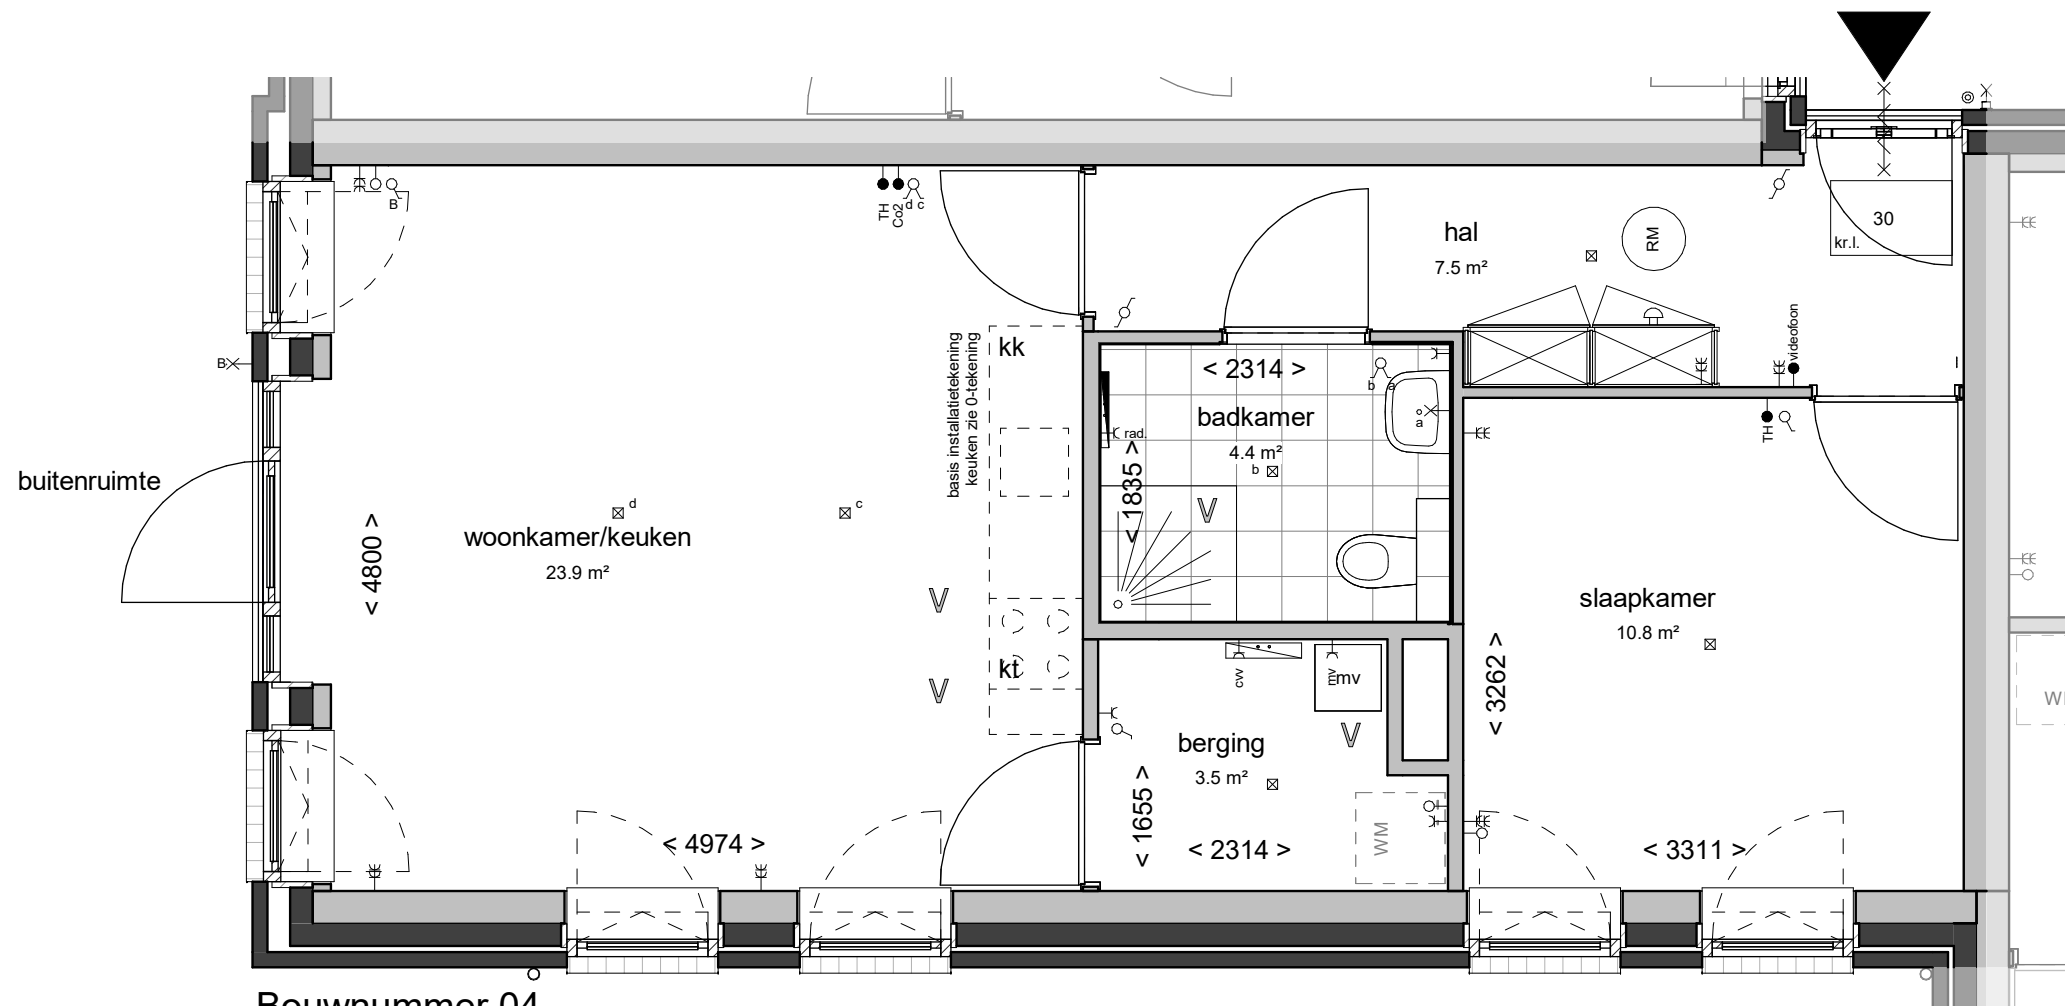 30
kr.l.
B
TH
Co2
d c
hal
7.5 m²
RM
videofoon
B
kk
basis installatietekening
keuken zie 0-tekening
< 2314 >
b a
badkamer
4.4 m²
a
b
rad.
< 1835 >
TH
buitenruimte
d
c
woonkamer/keuken
23.9 m²
< 4800 >
slaapkamer
10.8 m²
< 3262 >
kt
cvv
mv
mv
berging
3.5 m²
< 1655 >
WM
< 4974 >
< 2314 >
< 3311 >
Bouwnummer 04